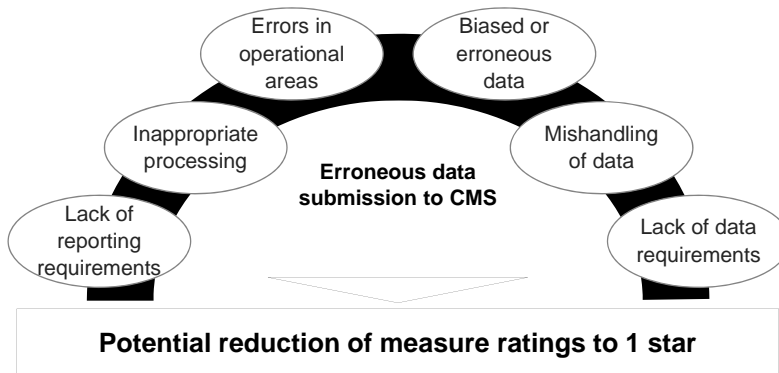 Errors in
operational
areas
Biased or
erroneous
data
Inappropriate
processing
Mishandling
of data
Erroneous data
submission to CMS
Lack of
reporting
requirements
Lack of data
requirements
Potential reduction of measure ratings to 1 star